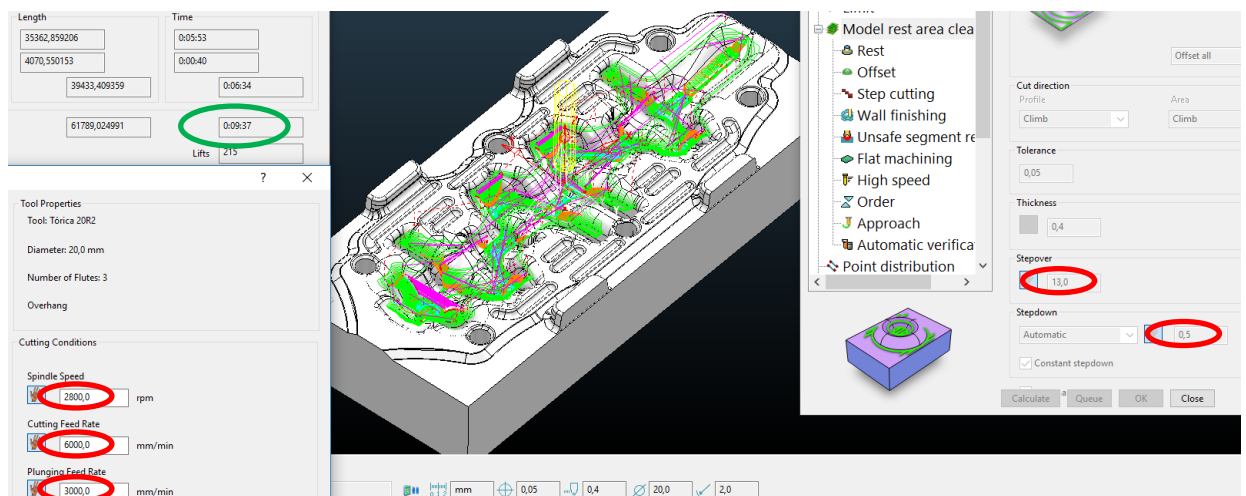 Length
Time
35362,859206
0:05:53
4070,550153
0:00:40
39433,409359
0:06:34
61789,024991
0:09:37
Lifts
215
?
Tool Properties
Tool: Tórica 20R2
Diameter: 20,0 mm
Number of Flutes: 3
Overhang
Cutting Conditions
Spindle Speed
2800,0 rpm
Cutting Feed Rate
6000,0 mm/min
Plunging Feed Rate
3000,0 mm/min
Model rest area clea
Rest
Offset
Step cutting
Wall finishing
Unsafe segment re
Flat machining
High speed
Order
Approach
Automatic verifica
Point distribution
Offset all
Cut direction
Profile
Area
Climb
Climb
Tolerance
0,05
Thickness
0,4
Stepover
13,0
Stepdown
Automatic
0,5
Constant stepdown
Calculate
Queue
OK
Close
mm
0,05
0,4
20,0
2,0